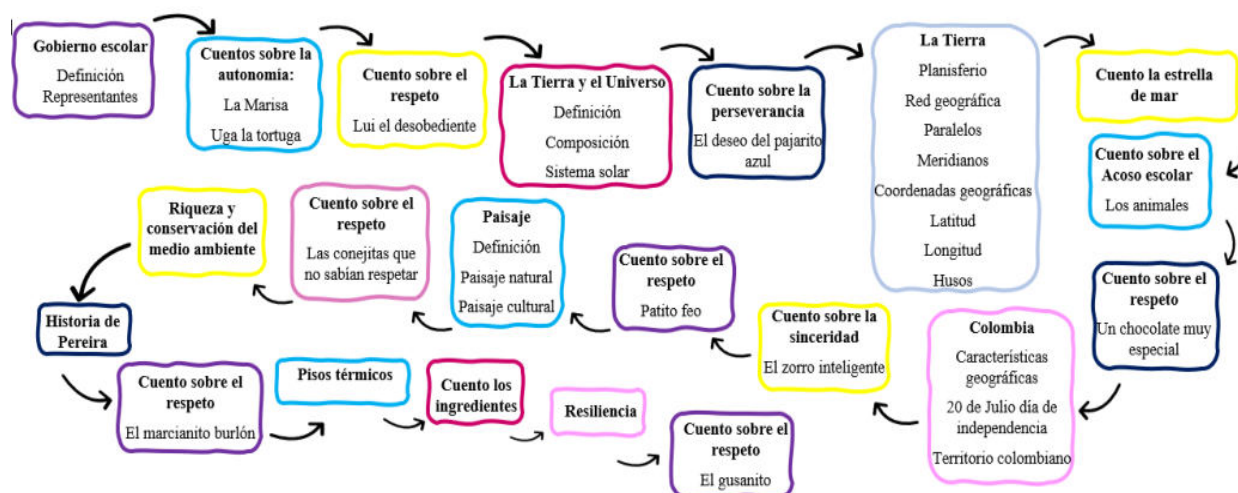 Gobierno escolar
Definición
Representantes
Cuentos sobre la
autonomía:
La Marisa
Uga la tortuga
Cuento sobre el
respeto
Lui el desobediente
La Tierra y el Universo
Definición
Composición
Sistema solar
Cuento sobre la
perseverancia
El deseo del pajarito
azul
La Tierra
Planisferio
Red geográfica
Paralelos
Meridianos
Coordenadas geográficas
Latitud
Longitud
Husos
Cuento la estrella
de mar
Cuento sobre el
Acoso escolar
Los animales
Cuento sobre el
respeto
Un chocolate muy
especial
Colombia
Características
geográficas
20 de Julio día de
independencia
Territorio colombiano
Cuento sobre la
sinceridad
El zorro inteligente
Cuento sobre el
respeto
Patito feo
Paisaje
Definición
Paisaje natural
Paisaje cultural
Cuento sobre el
respeto
Las conejitas que
no sabían respetar
Riqueza y
conservación del
medio ambiente
Historia de
Pereira
Cuento sobre el
respeto
El marcianito burlón
Pisos térmicos
Cuento los
ingredientes
Resiliencia
Cuento sobre el
respeto
El gusanito